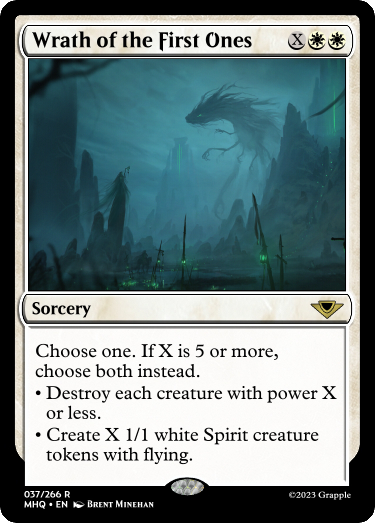 Wrath of the First Ones X
Sorcery
Choose one. If X is 5 or more,
choose both instead.
• Destroy each creature with power X
or less.
• Create X 1/1 white Spirit creature
tokens with flying.
037/266 R
MHQ • EN Brent Minehan
©2023 Grapple